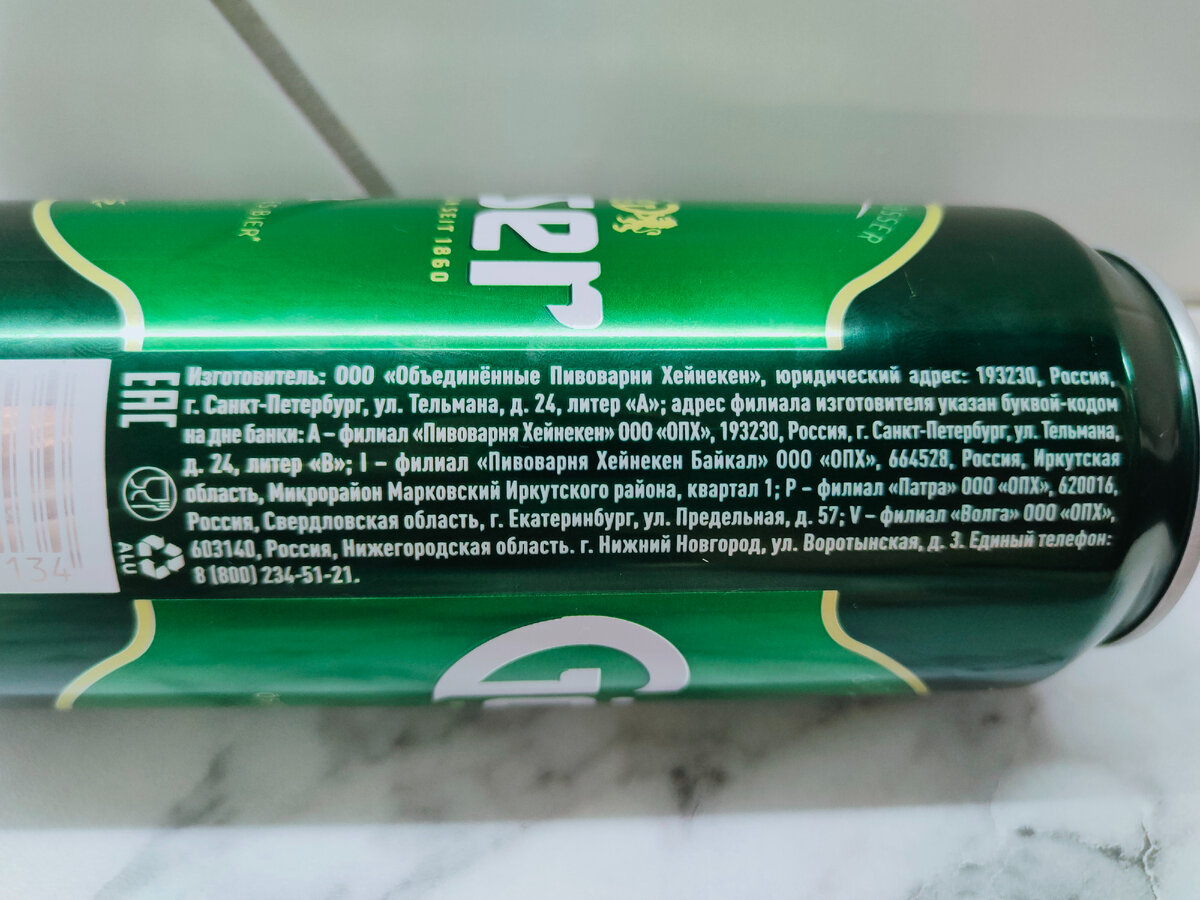 SSER
SBIER
SEIT 1860
ser
EAC
Изготовитель: ООО «Объединённые Пивоварни Хейнекен», юридический адрес: 193230, Россия,
г. Санкт-Петербург, ул. Тельмана, д. 24, литер «А»; адрес филиала изготовителя указан буквой-кодом
на дне банки: А – филиал «Пивоварня Хейнекен» ООО «ОПХ», 193230, Россия, г. Санкт-Петербург, ул. Тельмана,
д. 24, литер «В»; I – филиал «Пивоварня Хейнекен Байкал» ООО «ОПХ», 664528, Россия, Иркутская
область, Микрорайон Марковский Иркутского района, квартал 1; Р – филиал «Патра» ООО «ОПХ», 620016,
Россия, Свердловская область, г. Екатеринбург, ул. Предельная, д. 57; V – филиал «Волга» ООО «ОПХ»,
603140, Россия, Нижегородская область. г. Нижний Новгород, ул. Воротынская, д. 3. Единый телефон:
8 (800) 234-51-21.
ALU
134
G